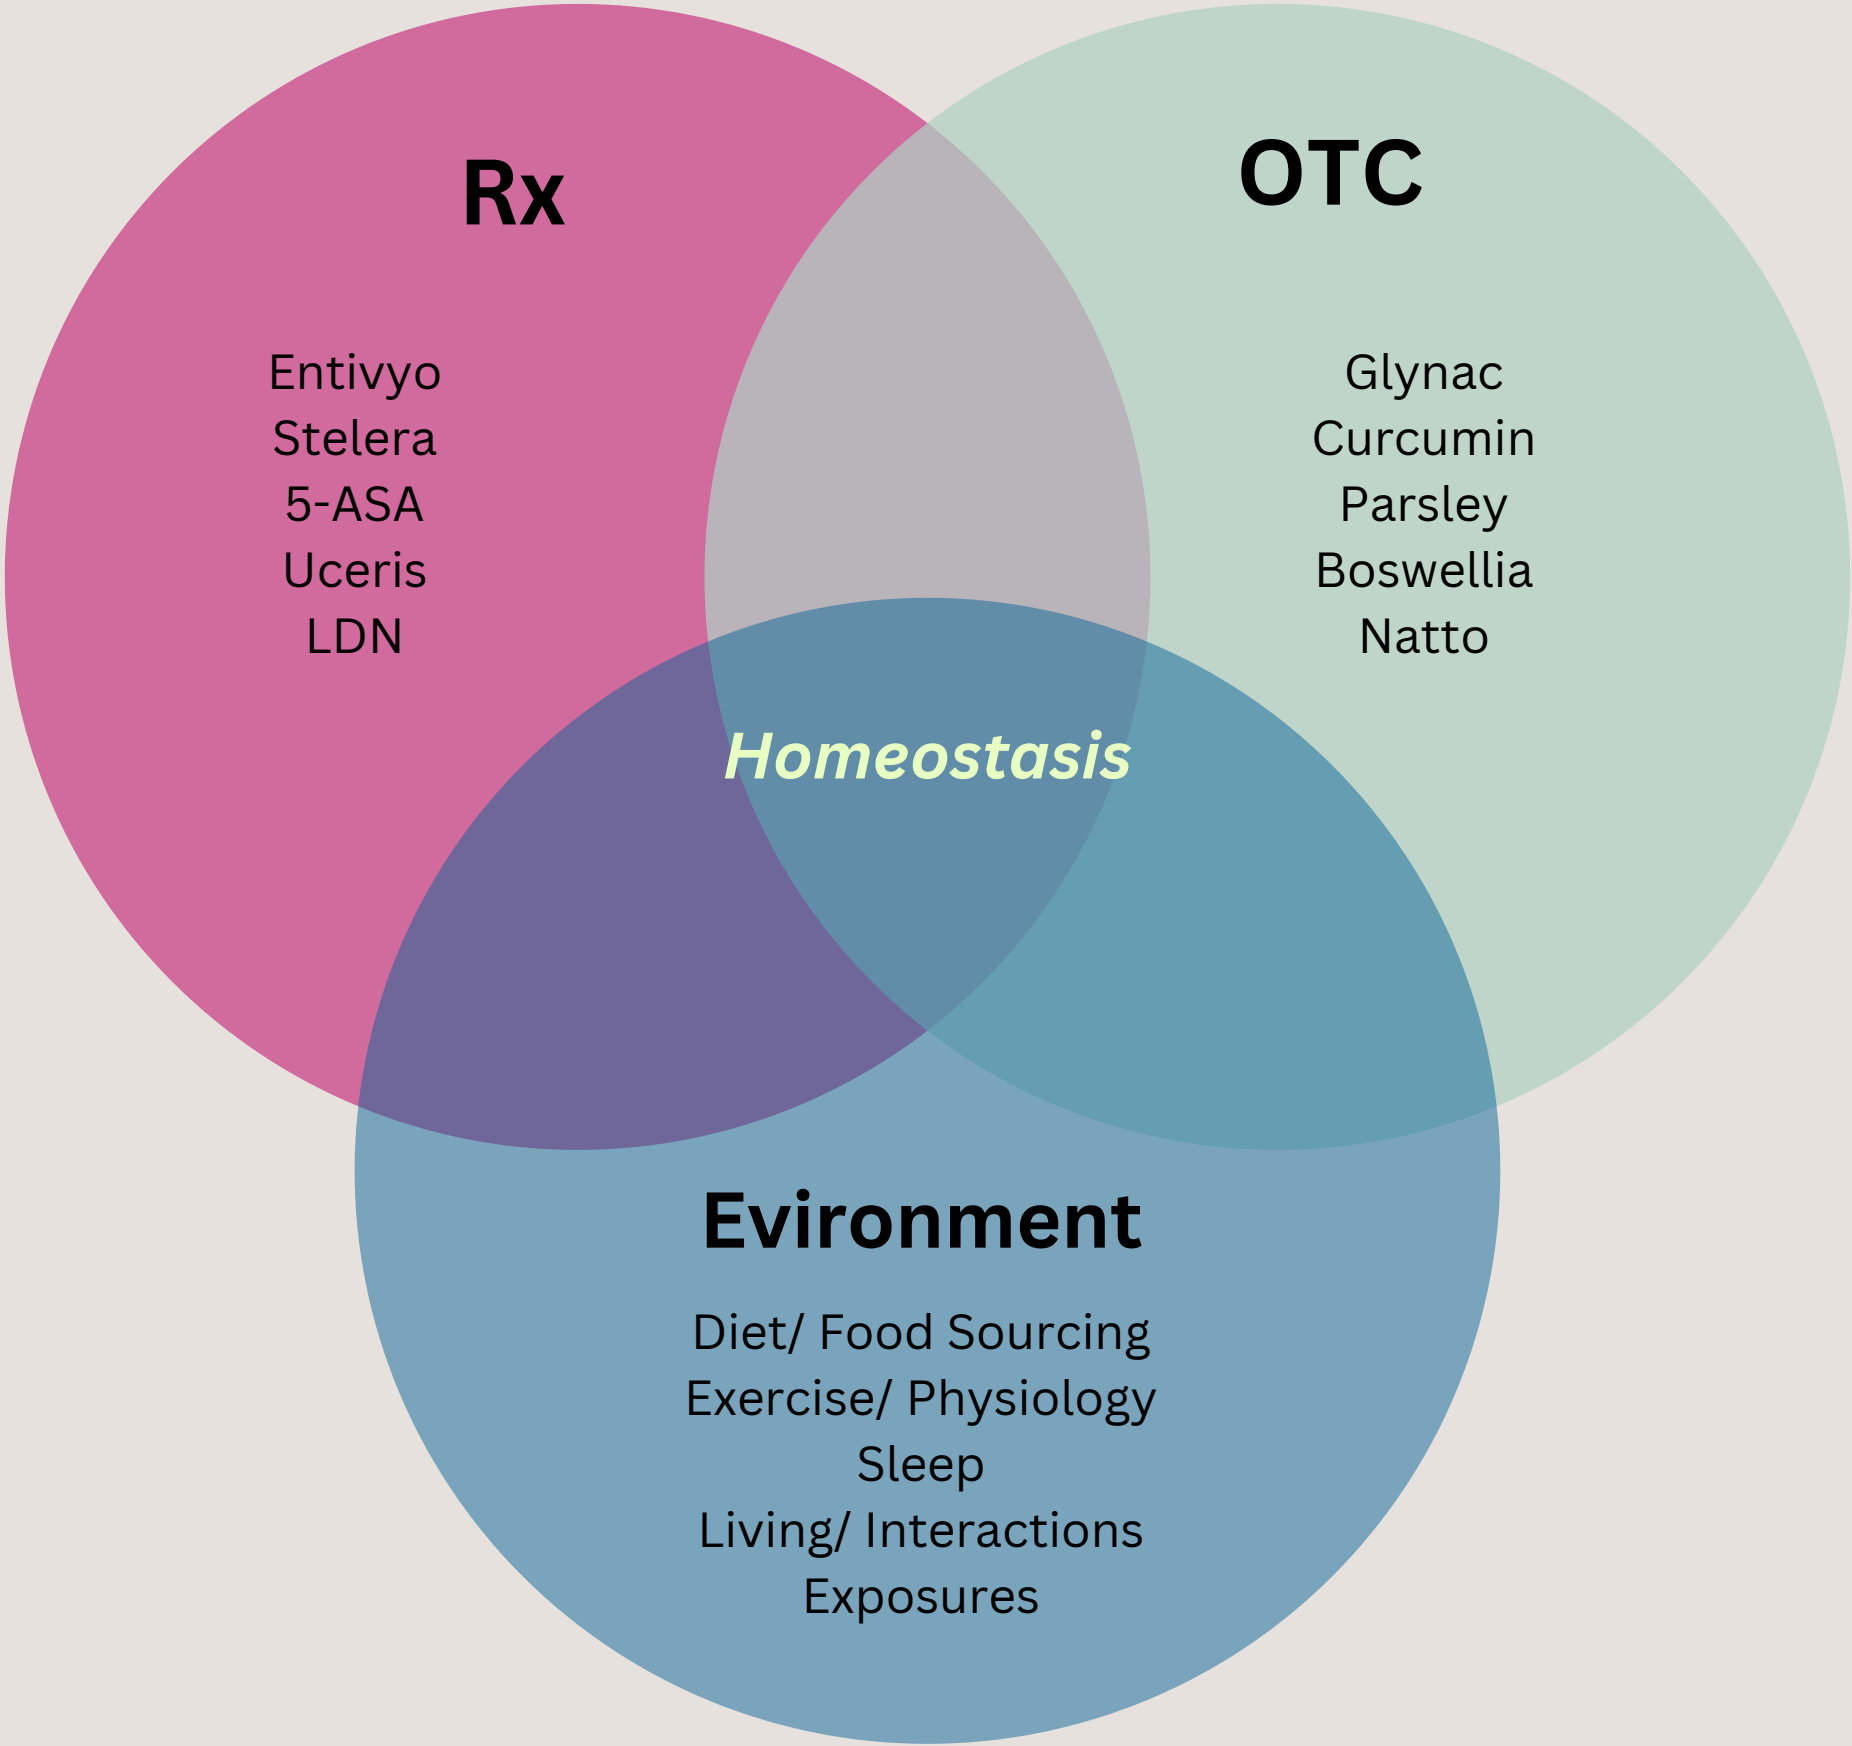 Rx
Entivyo
Stelera
5-ASA
Uceris
LDN
OTC
Glynac
Curcumin
Parsley
Boswellia
Natto
Homeostasis
Evironment
Diet/ Food Sourcing
Exercise/ Physiology
Sleep
Living/ Interactions
Exposures